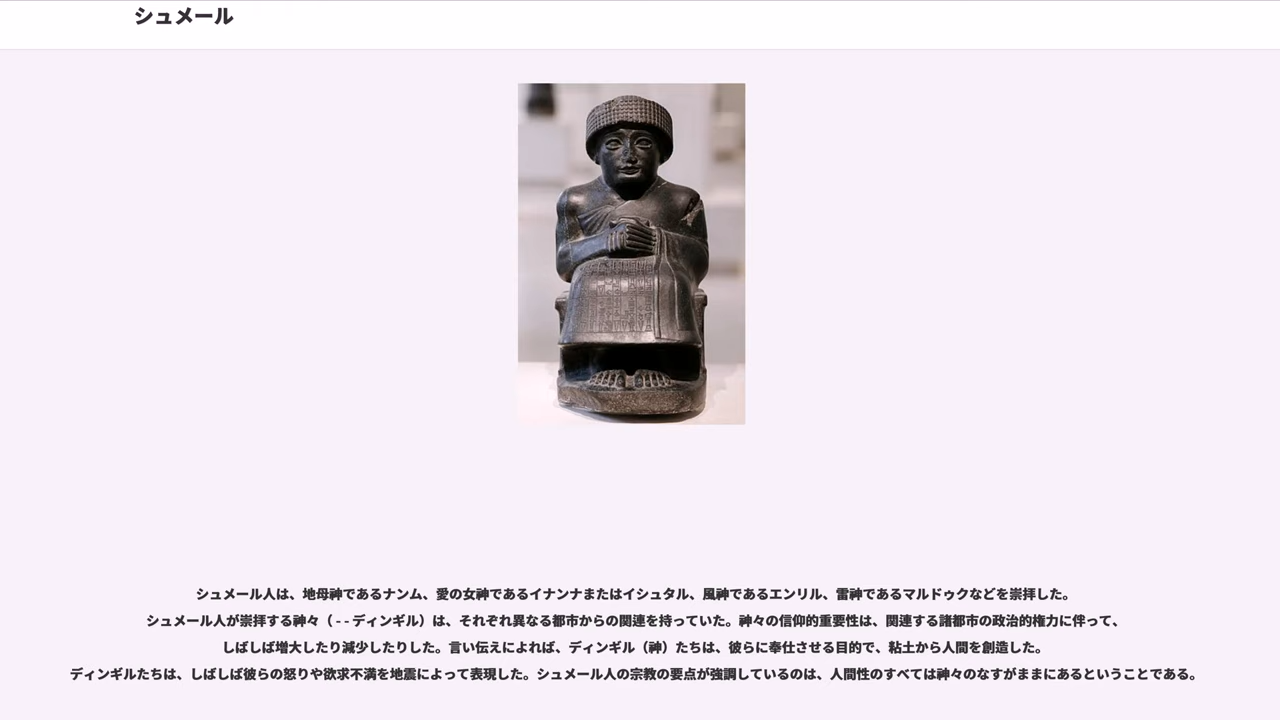 シュメール
シュメール人は、地母神であるナンム、愛の女神であるイナンナまたはイシュタル、風神であるエンリル、雷神であるマルドゥクなどを崇拝した。
シュメール人が崇拝する神々（ - - ディンギル）は、それぞれ異なる都市からの関連を持っていた。神々の信仰的重要性は、関連する諸都市の政治的権力に伴って、
しばしば増大したり減少したりした。言い伝えによれば、ディンギル（神）たちは、彼らに奉仕させる目的で、粘土から人間を創造した。
ディンギルたちは、しばしば彼らの怒りや欲求不満を地震によって表現した。シュメール人の宗教の要点が強調しているのは、人間性のすべては神々のなすがままにあるということである。